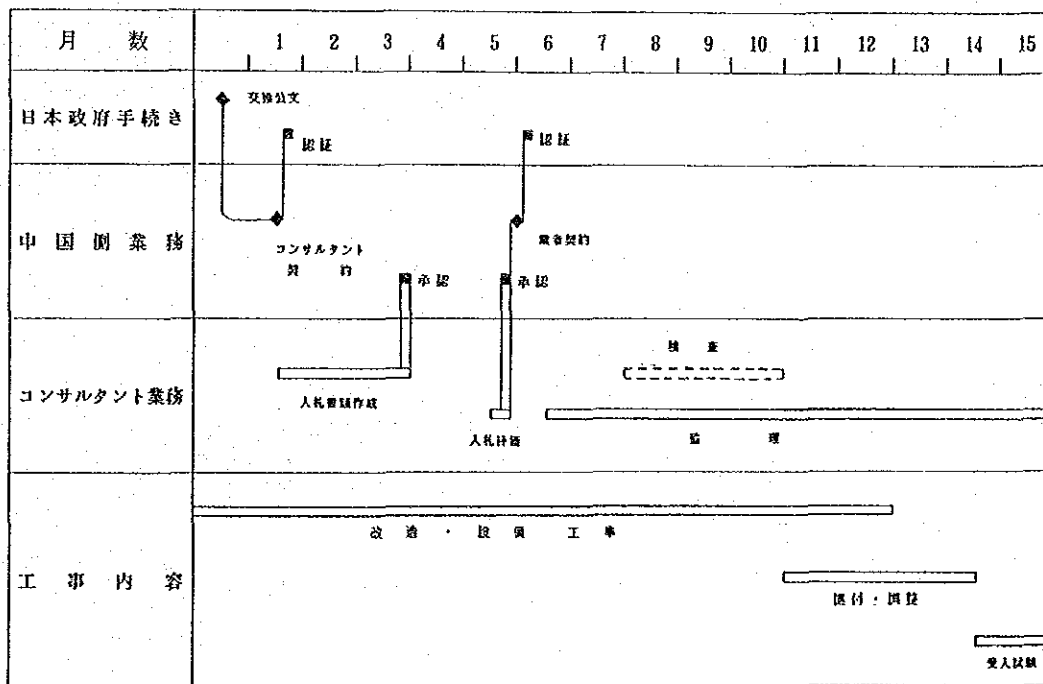 月 数 1 2 3 4 5 6 7 8 9 10 11 12 13 14 15
日本政府手続き
交換公文
認証
認証
中国側業務
コンサルタント
契 約
業者契約
承認
承認
コンサルタント業務
検 査
入札書類作成
入札評価
監 理
工事内容
改造・設備工事
据付・調整
受入試験